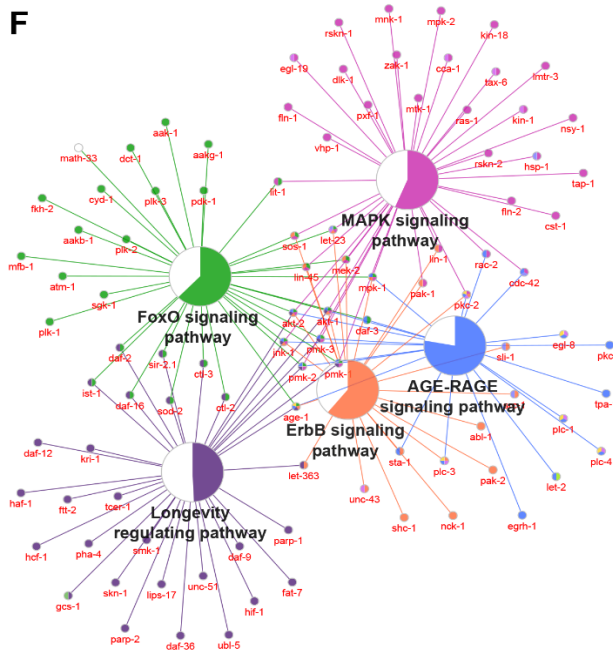 F
mnk-1
mpk-2
rskn-1
kin-18
zak-1
cca-1
egl-19
tax-6
lmtr-3
dlk-1
mtk-1
pxf-1
ras-1
kin-1
fln-1
nsy-1
aak-1
vhp-1
rskn-2
hsp-1
dct-1
aakg-1
math-33
tap-1
cyd-1
plk-3
pdk-1
lit-1
fln-2
fkh-2
MAPK signaling
pathway
cst-1
aakb-1
plk-2
sos-1
let-23
lin-1
mfb-1
lin-45
mek-2
rac-2
atm-1
mpk-1
cdc-42
sgk-1
pak-1
pkc-2
FoxO signaling
pathway
plk-1
akt-2
akt-1
daf-3
daf-2
sir-2.1
ctl-3
pmk-3
sli-1
egl-8
ist-1
pmk-2
pmk-1
AGE-RAGE
signaling pathway
pkc
daf-16
sod-2
ctl-2
age-1
tpa-
ErbB signaling
pathway
abl-1
plc-1
daf-12
kri-1
sta-1
plc-3
plc-4
let-363
pak-2
let-2
haf-1
ftt-2
tcer-1
Longevity
regulating pathway
unc-43
shc-1
nck-1
egrh-1
hcf-1
pha-4
smk-1
daf-9
parp-1
gcs-1
skn-1
lips-17
unc-51
hif-1
fat-7
parp-2
daf-36
ubl-5